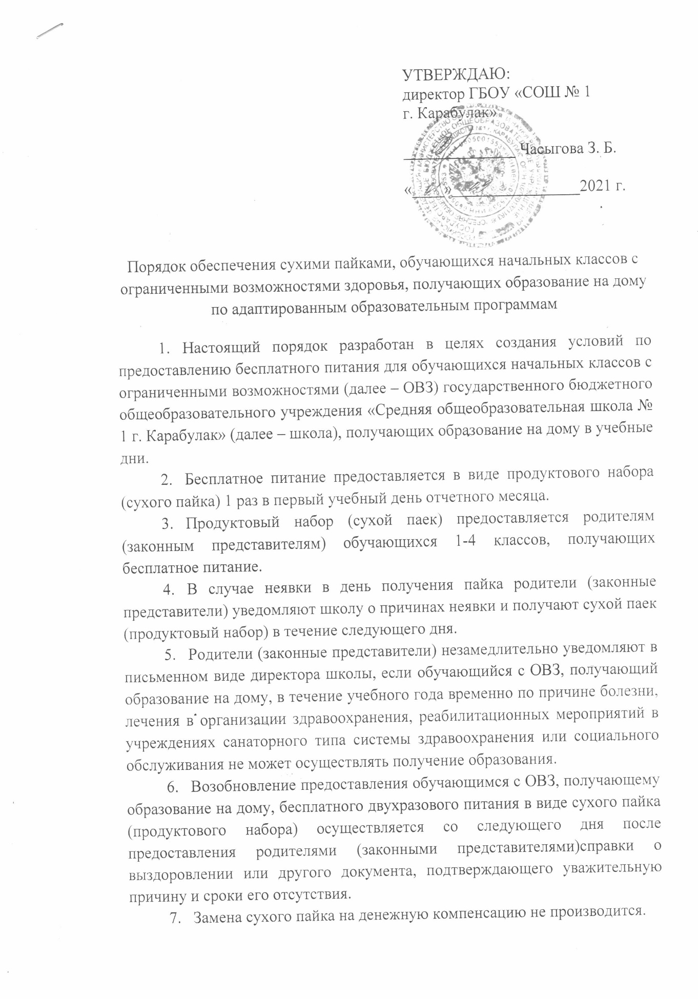 УТВЕРЖДАЮ:
директор ГБОУ «СОШ № 1
г. Карабулак»
Часыгова З. Б.
« » 2021 г.
Порядок обеспечения сухими пайками, обучающихся начальных классов с
ограниченными возможностями здоровья, получающих образование на дому
по адаптированным образовательным программам
1. Настоящий порядок разработан в целях создания условий по
предоставлению бесплатного питания для обучающихся начальных классов с
ограниченными возможностями (далее – ОВЗ) государственного бюджетного
общеобразовательного учреждения «Средняя общеобразовательная школа №
1 г. Карабулак» (далее – школа), получающих образование на дому в учебные
дни.
2. Бесплатное питание предоставляется в виде продуктового набора
(сухого пайка) 1 раз в первый учебный день отчетного месяца.
3. Продуктовый набор (сухой паек) предоставляется родителям
(законным представителям) обучающихся 1-4 классов, получающих
бесплатное питание.
4. В случае неявки в день получения пайка родители (законные
представители) уведомляют школу о причинах неявки и получают сухой паек
(продуктовый набор) в течение следующего дня.
5. Родители (законные представители) незамедлительно уведомляют в
письменном виде директора школы, если обучающийся с ОВЗ, получающий
образование на дому, в течение учебного года временно по причине болезни,
лечения в организации здравоохранения, реабилитационных мероприятий в
учреждениях санаторного типа системы здравоохранения или социального
обслуживания не может осуществлять получение образования.
6. Возобновление предоставления обучающимся с ОВЗ, получающему
образование на дому, бесплатного двухразового питания в виде сухого пайка
(продуктового набора) осуществляется со следующего дня после
предоставления родителями (законными представителями)справки о
выздоровлении или другого документа, подтверждающего уважительную
причину и сроки его отсутствия.
7. Замена сухого пайка на денежную компенсацию не производится.